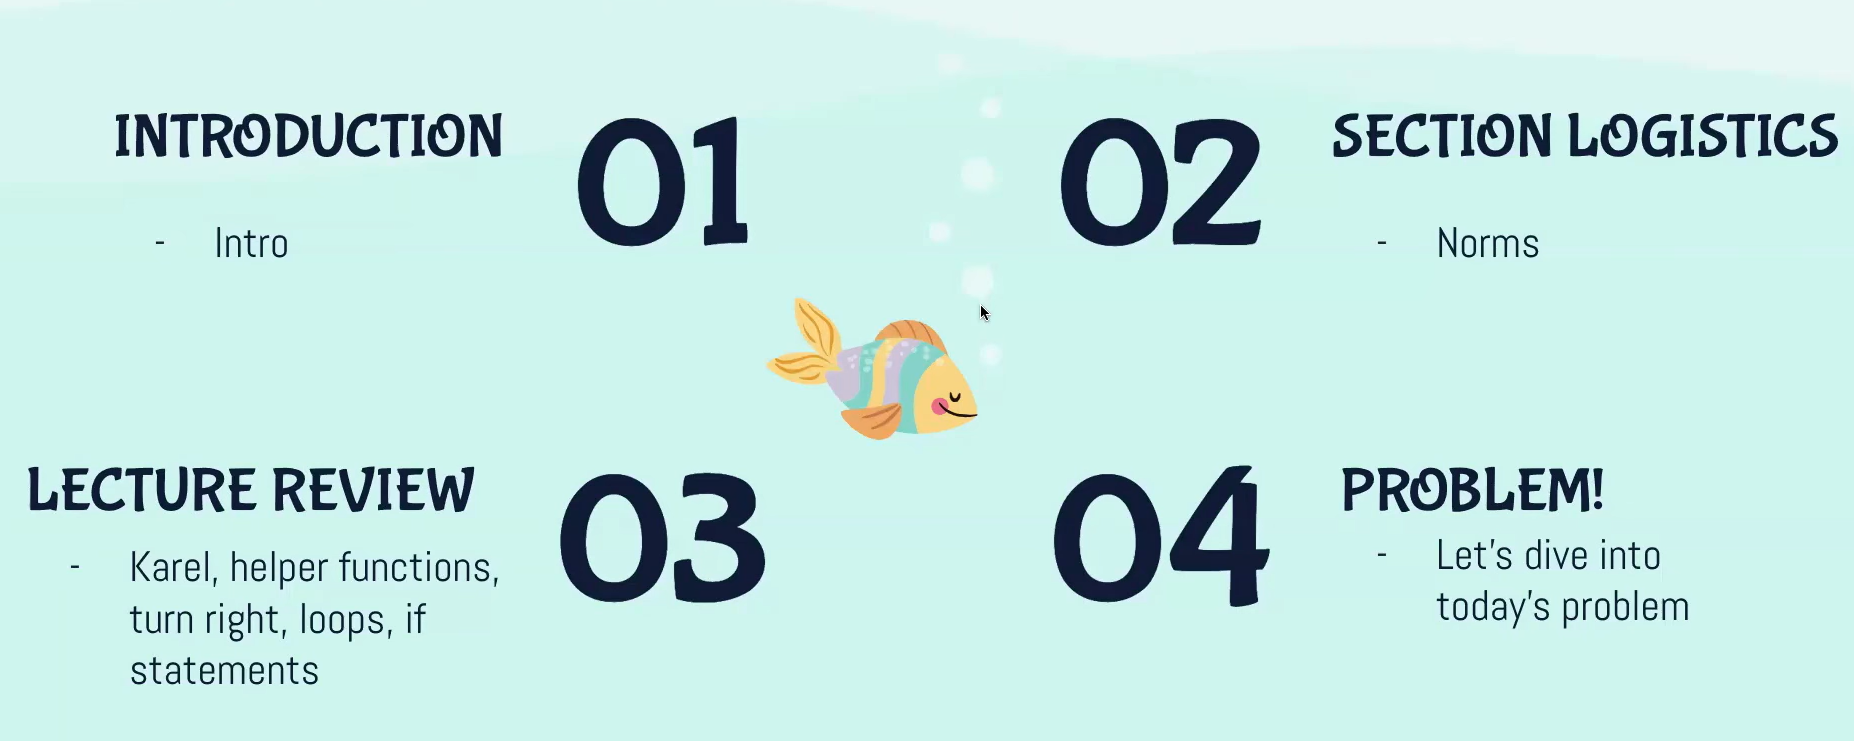 INTRODUCTION
01
- Intro
02
SECTION LOGISTICS
- Norms
LECTURE REVIEW
03
- Karel, helper functions,
turn right, loops, if
statements
04
PROBLEM!
- Let's dive into
today's problem